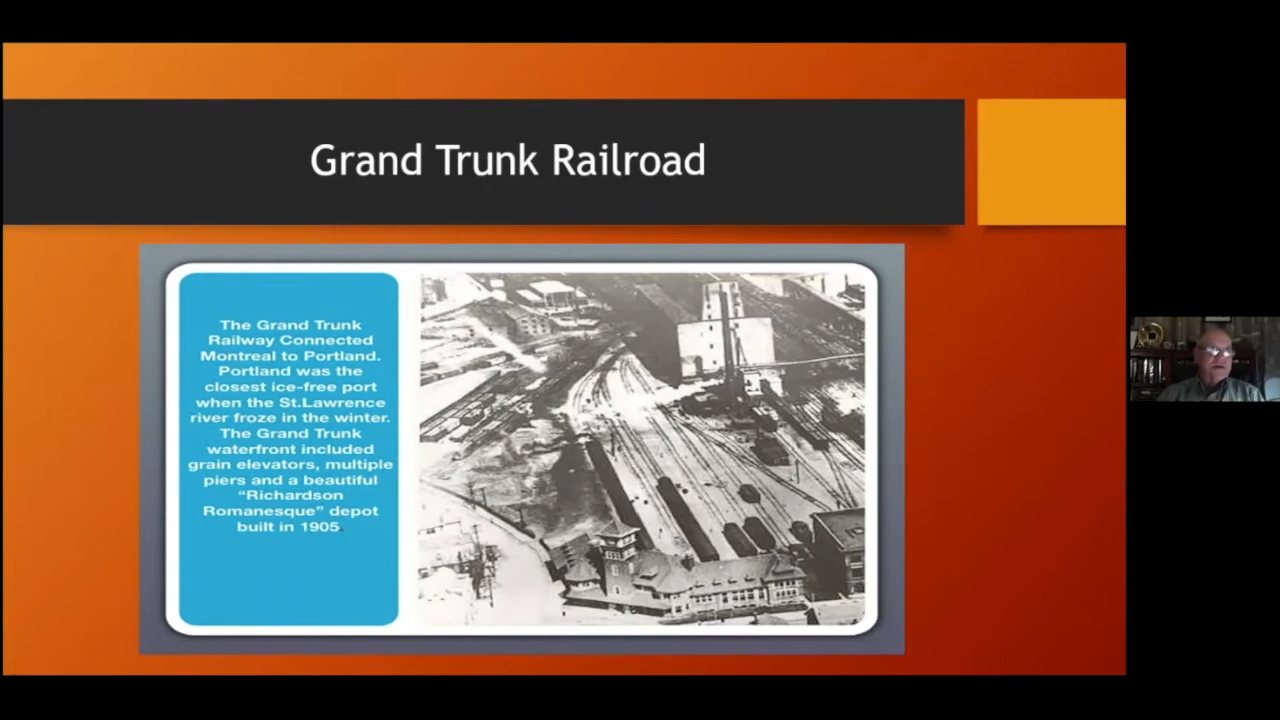 Grand Trunk Railroad
The Grand Trunk
Railway Connected
Montreal to Portland.
Portland was the
closest ice-free port
when the St.Lawrence
river froze in the winter.
The Grand Trunk
waterfront included
grain elevators, multiple
piers and a beautiful
“Richardson
Romanesque” depot
built in 1905.